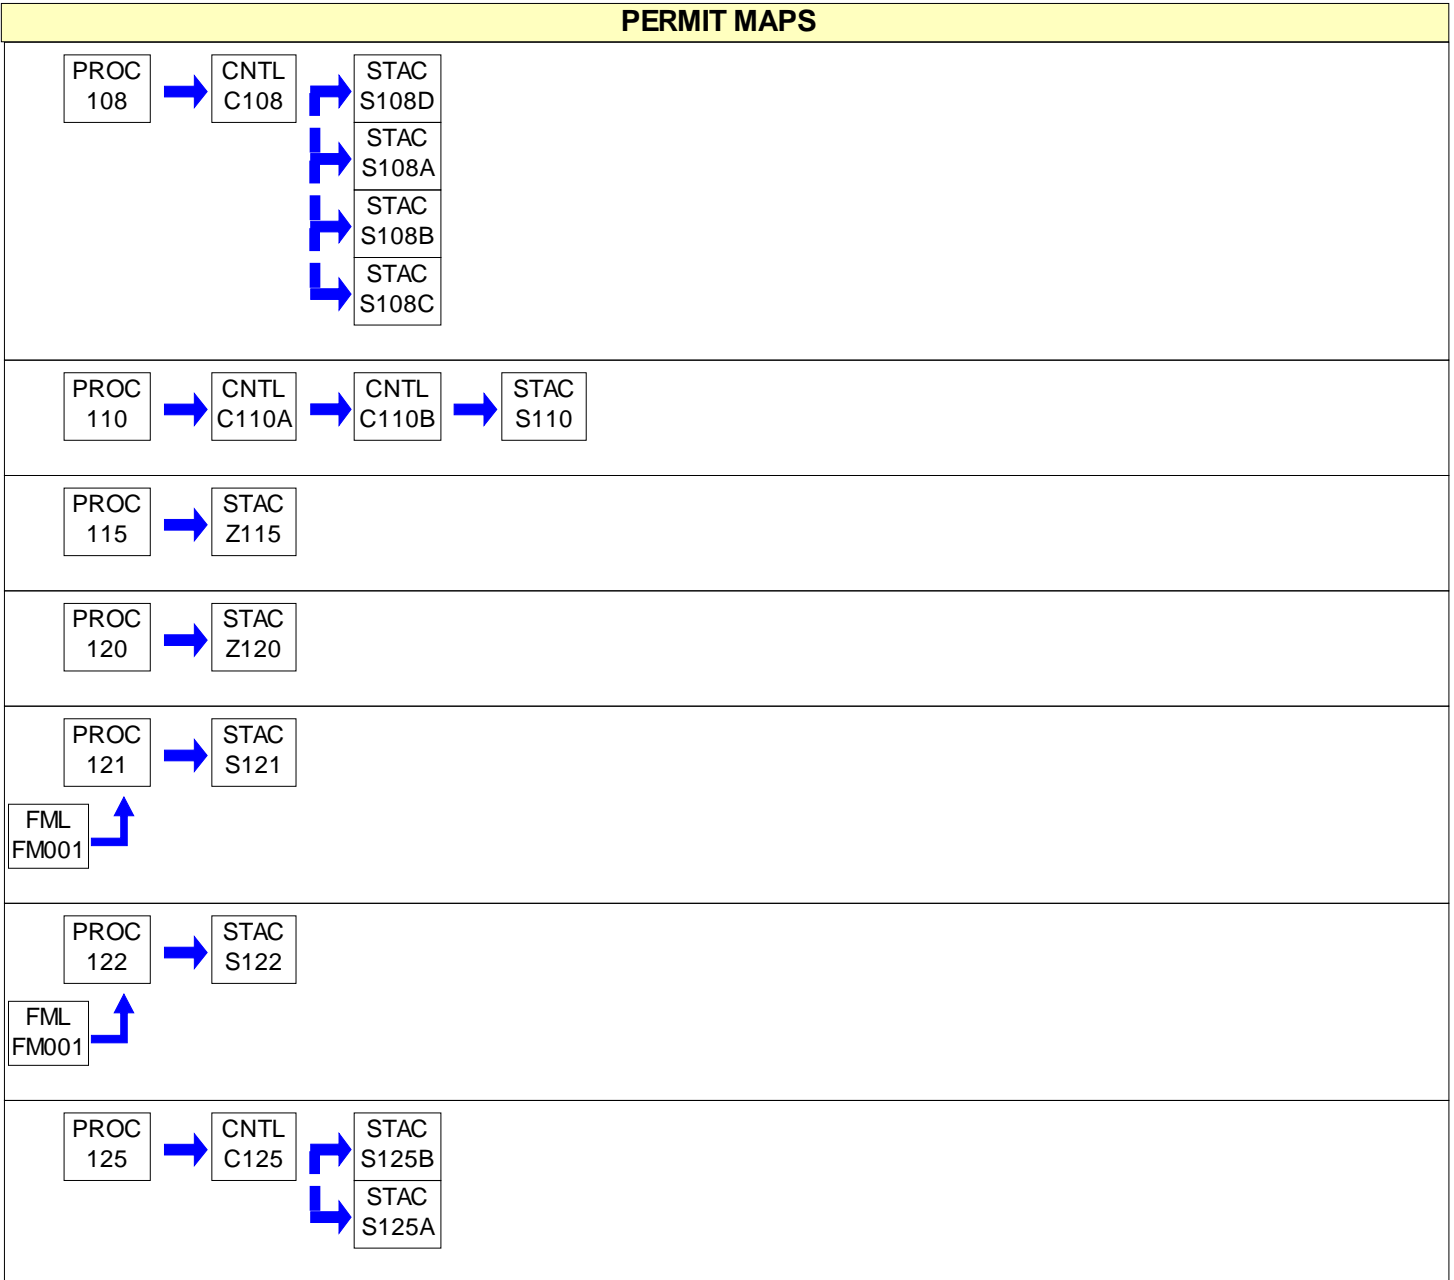 PERMIT MAPS
PROC
108
CNTL
C108
STAC
S108D
STAC
S108A
STAC
S108B
STAC
S108C
PROC
110
CNTL
C110A
CNTL
C110B
STAC
S110
PROC
115
STAC
Z115
PROC
120
STAC
Z120
PROC
121
STAC
S121
FML
FM001
PROC
122
STAC
S122
FML
FM001
PROC
125
CNTL
C125
STAC
S125B
STAC
S125A